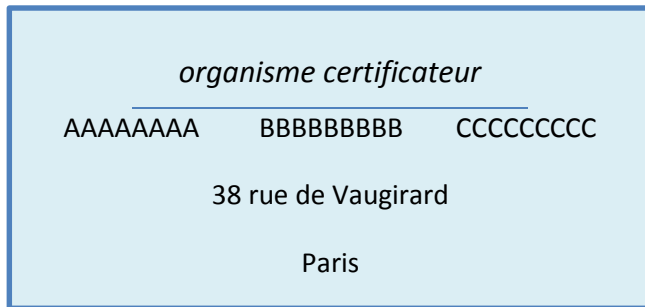 organisme certificateur
AAAAAAAA BBBBBBBBB CCCCCCCCC
38 rue de Vaugirard
Paris